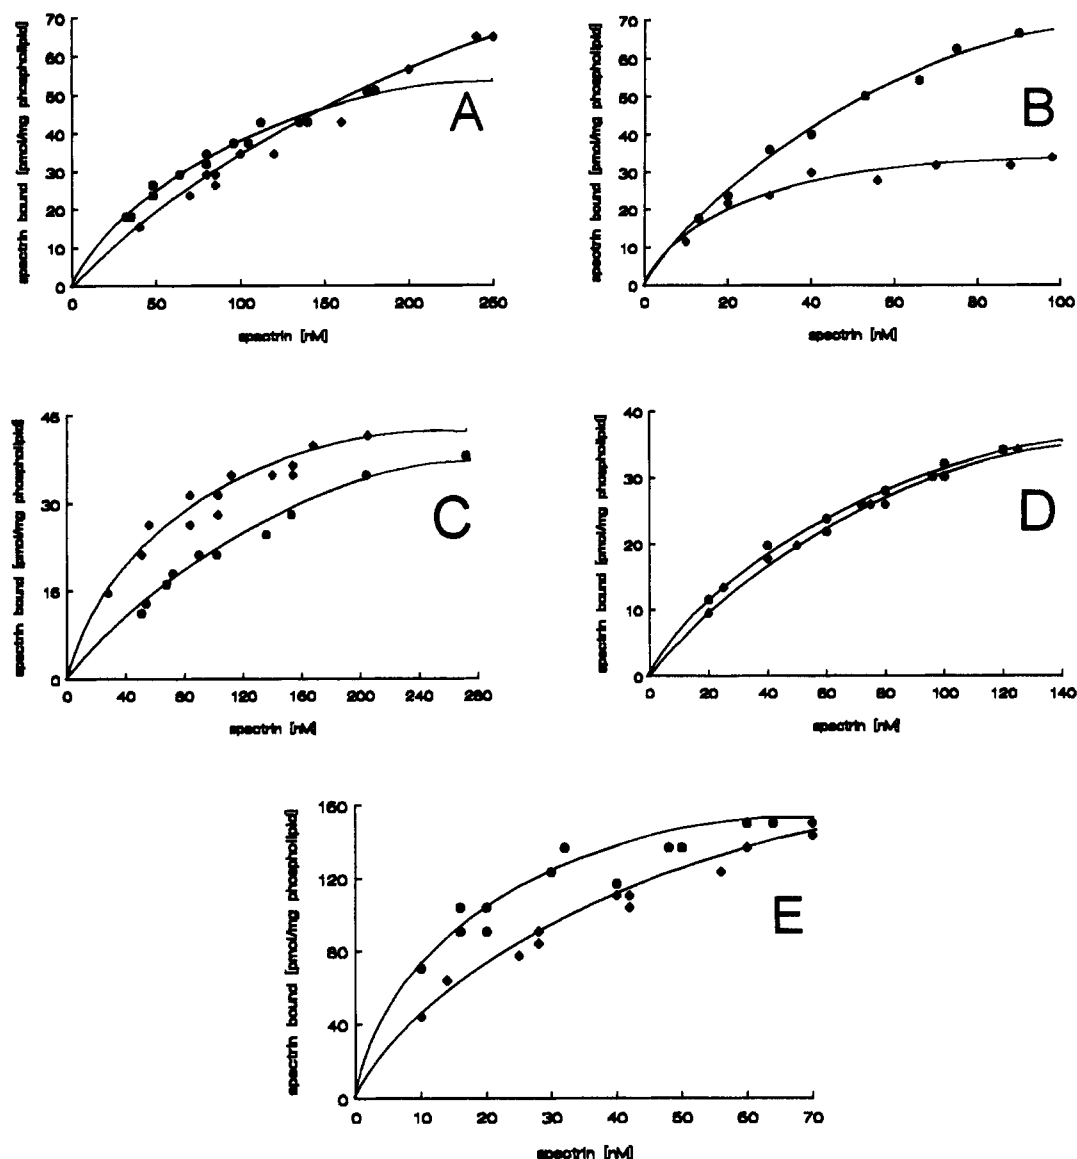 spectrin bound [pmol/mg phospholipid]
70
60
50
40
30
20
10
0
A
0 50 100 150 200 250
spectrin [nM]
spectrin bound [pmol/mg phospholipid]
70
60
50
40
30
20
10
0
B
0 20 40 60 80 100
spectrin [nM]
spectrin bound [pmol/mg phospholipid]
45
30
15
0
C
0 40 80 120 160 200 240 280
spectrin [nM]
spectrin bound [pmol/mg phospholipid]
40
30
20
10
0
D
0 20 40 60 80 100 120 140
spectrin [nM]
spectrin bound [pmol/mg phospholipid]
160
120
80
40
0
E
0 10 20 30 40 50 60 70
spectrin [nM]